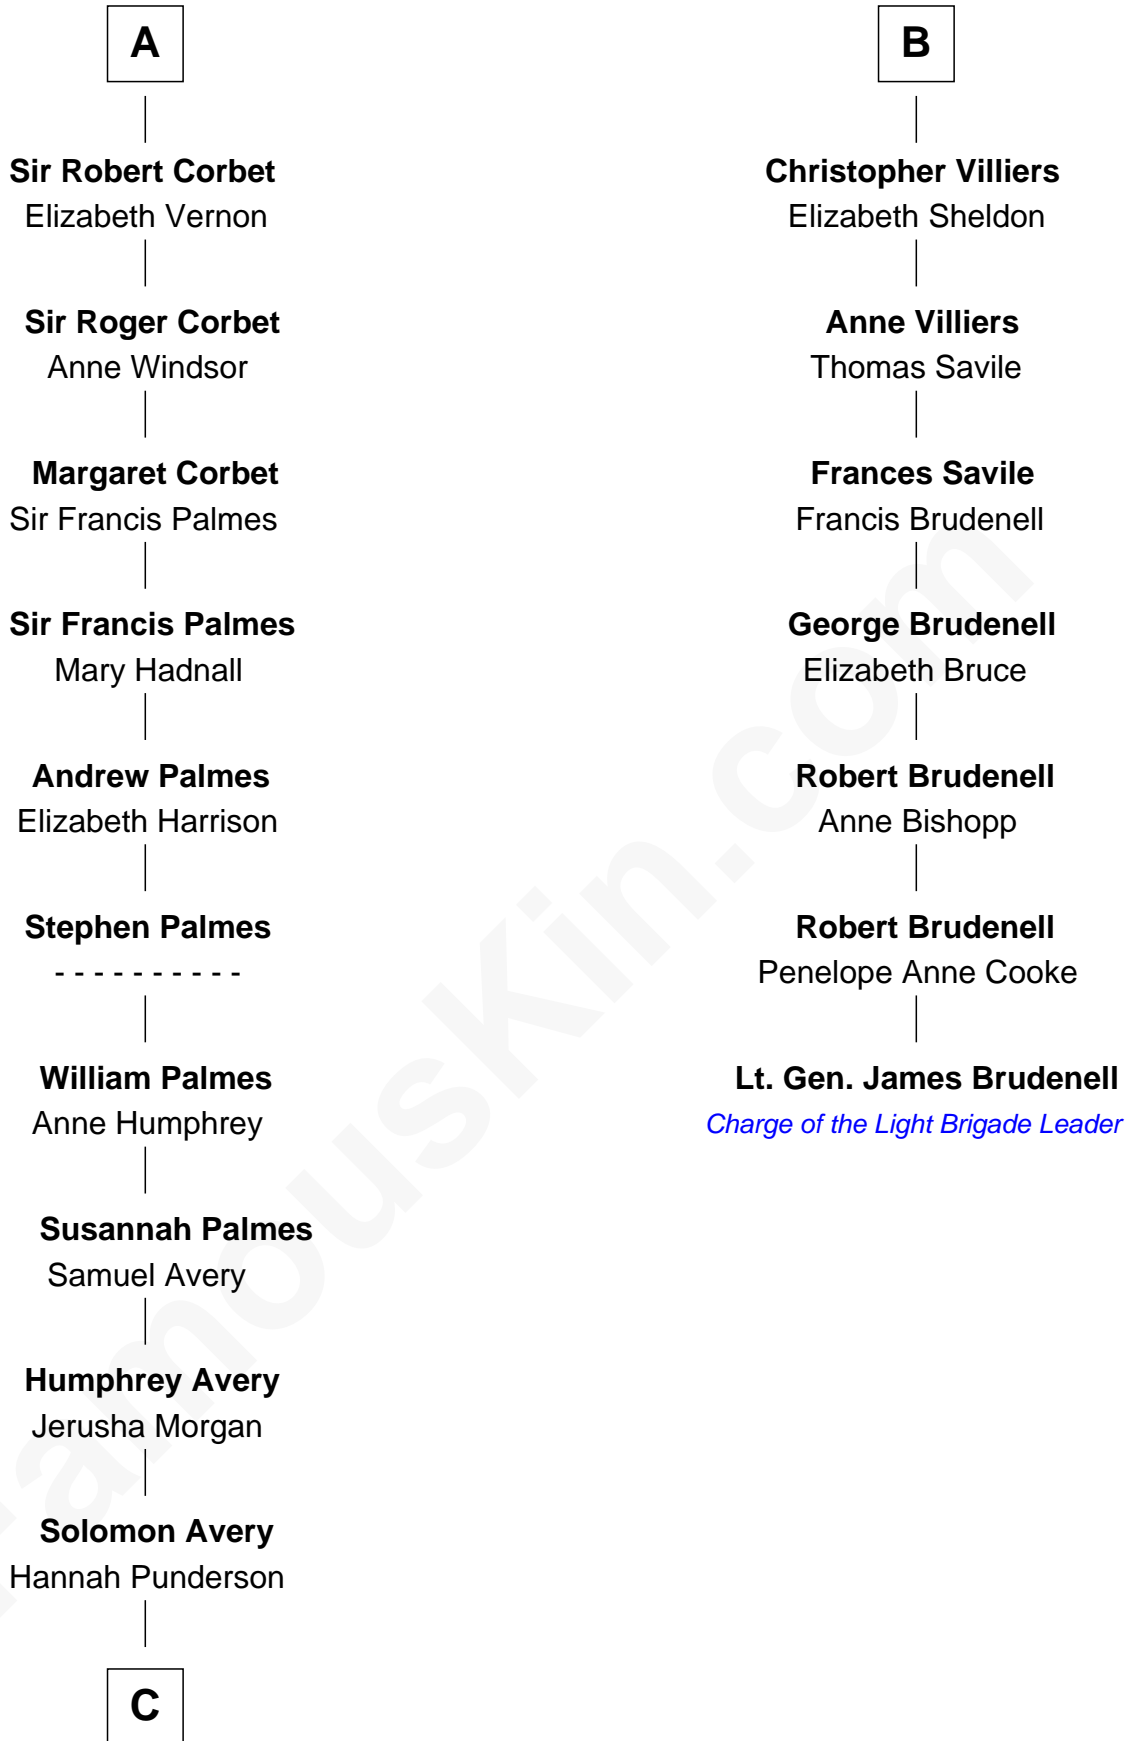 A
Sir Robert Corbet
Elizabeth Vernon
Sir Roger Corbet
Anne Windsor
Margaret Corbet
Sir Francis Palmes
Sir Francis Palmes
Mary Hadnall
Andrew Palmes
Elizabeth Harrison
Stephen Palmes
- - - - - - - - - -
William Palmes
Anne Humphrey
Susannah Palmes
Samuel Avery
Humphrey Avery
Jerusha Morgan
Solomon Avery
Hannah Punderson
C
B
Christopher Villiers
Elizabeth Sheldon
Anne Villiers
Thomas Savile
Frances Savile
Francis Brudenell
George Brudenell
Elizabeth Bruce
Robert Brudenell
Anne Bishopp
Robert Brudenell
Penelope Anne Cooke
Lt. Gen. James Brudenell
Charge of the Light Brigade Leader
FamousKin.com